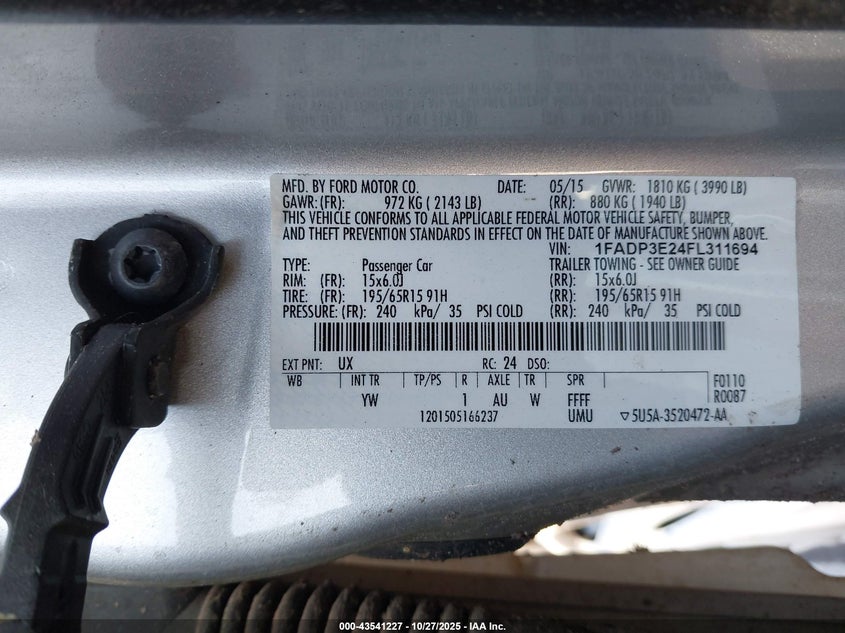 MFD. BY FORD MOTOR CO. DATE: 05/15 GVWR: 1810 KG ( 3990 LB)
GAWR: (FR): 972 KG ( 2143 LB) (RR): 880 KG ( 1940 LB)
THIS VEHICLE CONFORMS TO ALL APPLICABLE FEDERAL MOTOR VEHICLE SAFETY, BUMPER,
AND THEFT PREVENTION STANDARDS IN EFFECT ON THE DATE OF MANUFACTURE SHOWN ABOVE.
VIN: 1FADP3E24FL311694
TYPE: Passenger Car TRAILER TOWING - SEE OWNER GUIDE
RIM: (FR): 15x6.0J (RR): 15x6.0J
TIRE: (FR): 195/65R15 91H (RR): 195/65R15 91H
PRESSURE: (FR): 240 kPa/ 35 PSI COLD (RR): 240 kPa/ 35 PSI COLD
EXT PNT: UX RC: 24 DSO:
WB INT TR TP/PS R AXLE TR SPR F0110
YW 1 AU W FFFF R0087
1201505166237 UMU ▽5U5A-3520472-AA
000-43541227 - 10/27/2025 - IAA Inc.